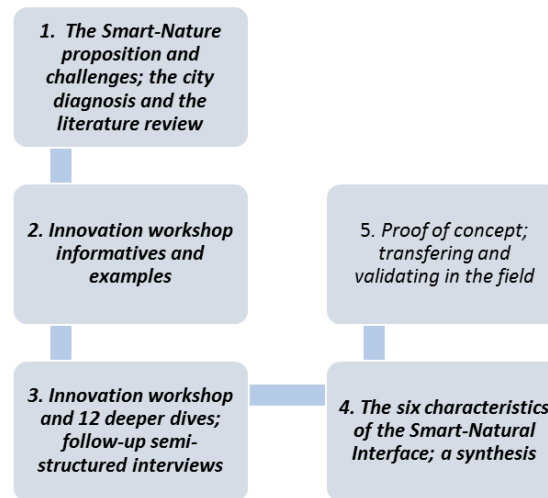 1. The Smart-Nature
proposition and
challenges; the city
diagnosis and the
literature review
2. Innovation workshop
informatives and
examples
3. Innovation workshop
and 12 deeper dives;
follow-up semi-
structured interviews
4. The six characteristics
of the Smart-Natural
Interface; a synthesis
5. Proof of concept;
transfering and
validating in the field